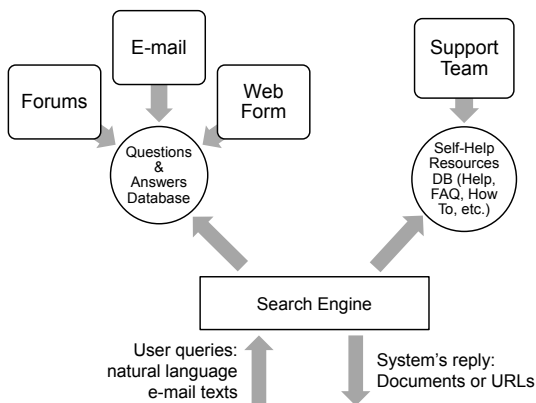 E-mail
Support
Team
Forums
Web
Form
Questions
&
Answers
Database
Self-Help
Resources
DB (Help,
FAQ, How
To, etc.)
Search Engine
User queries:
natural language
e-mail texts
System's reply:
Documents or URLs